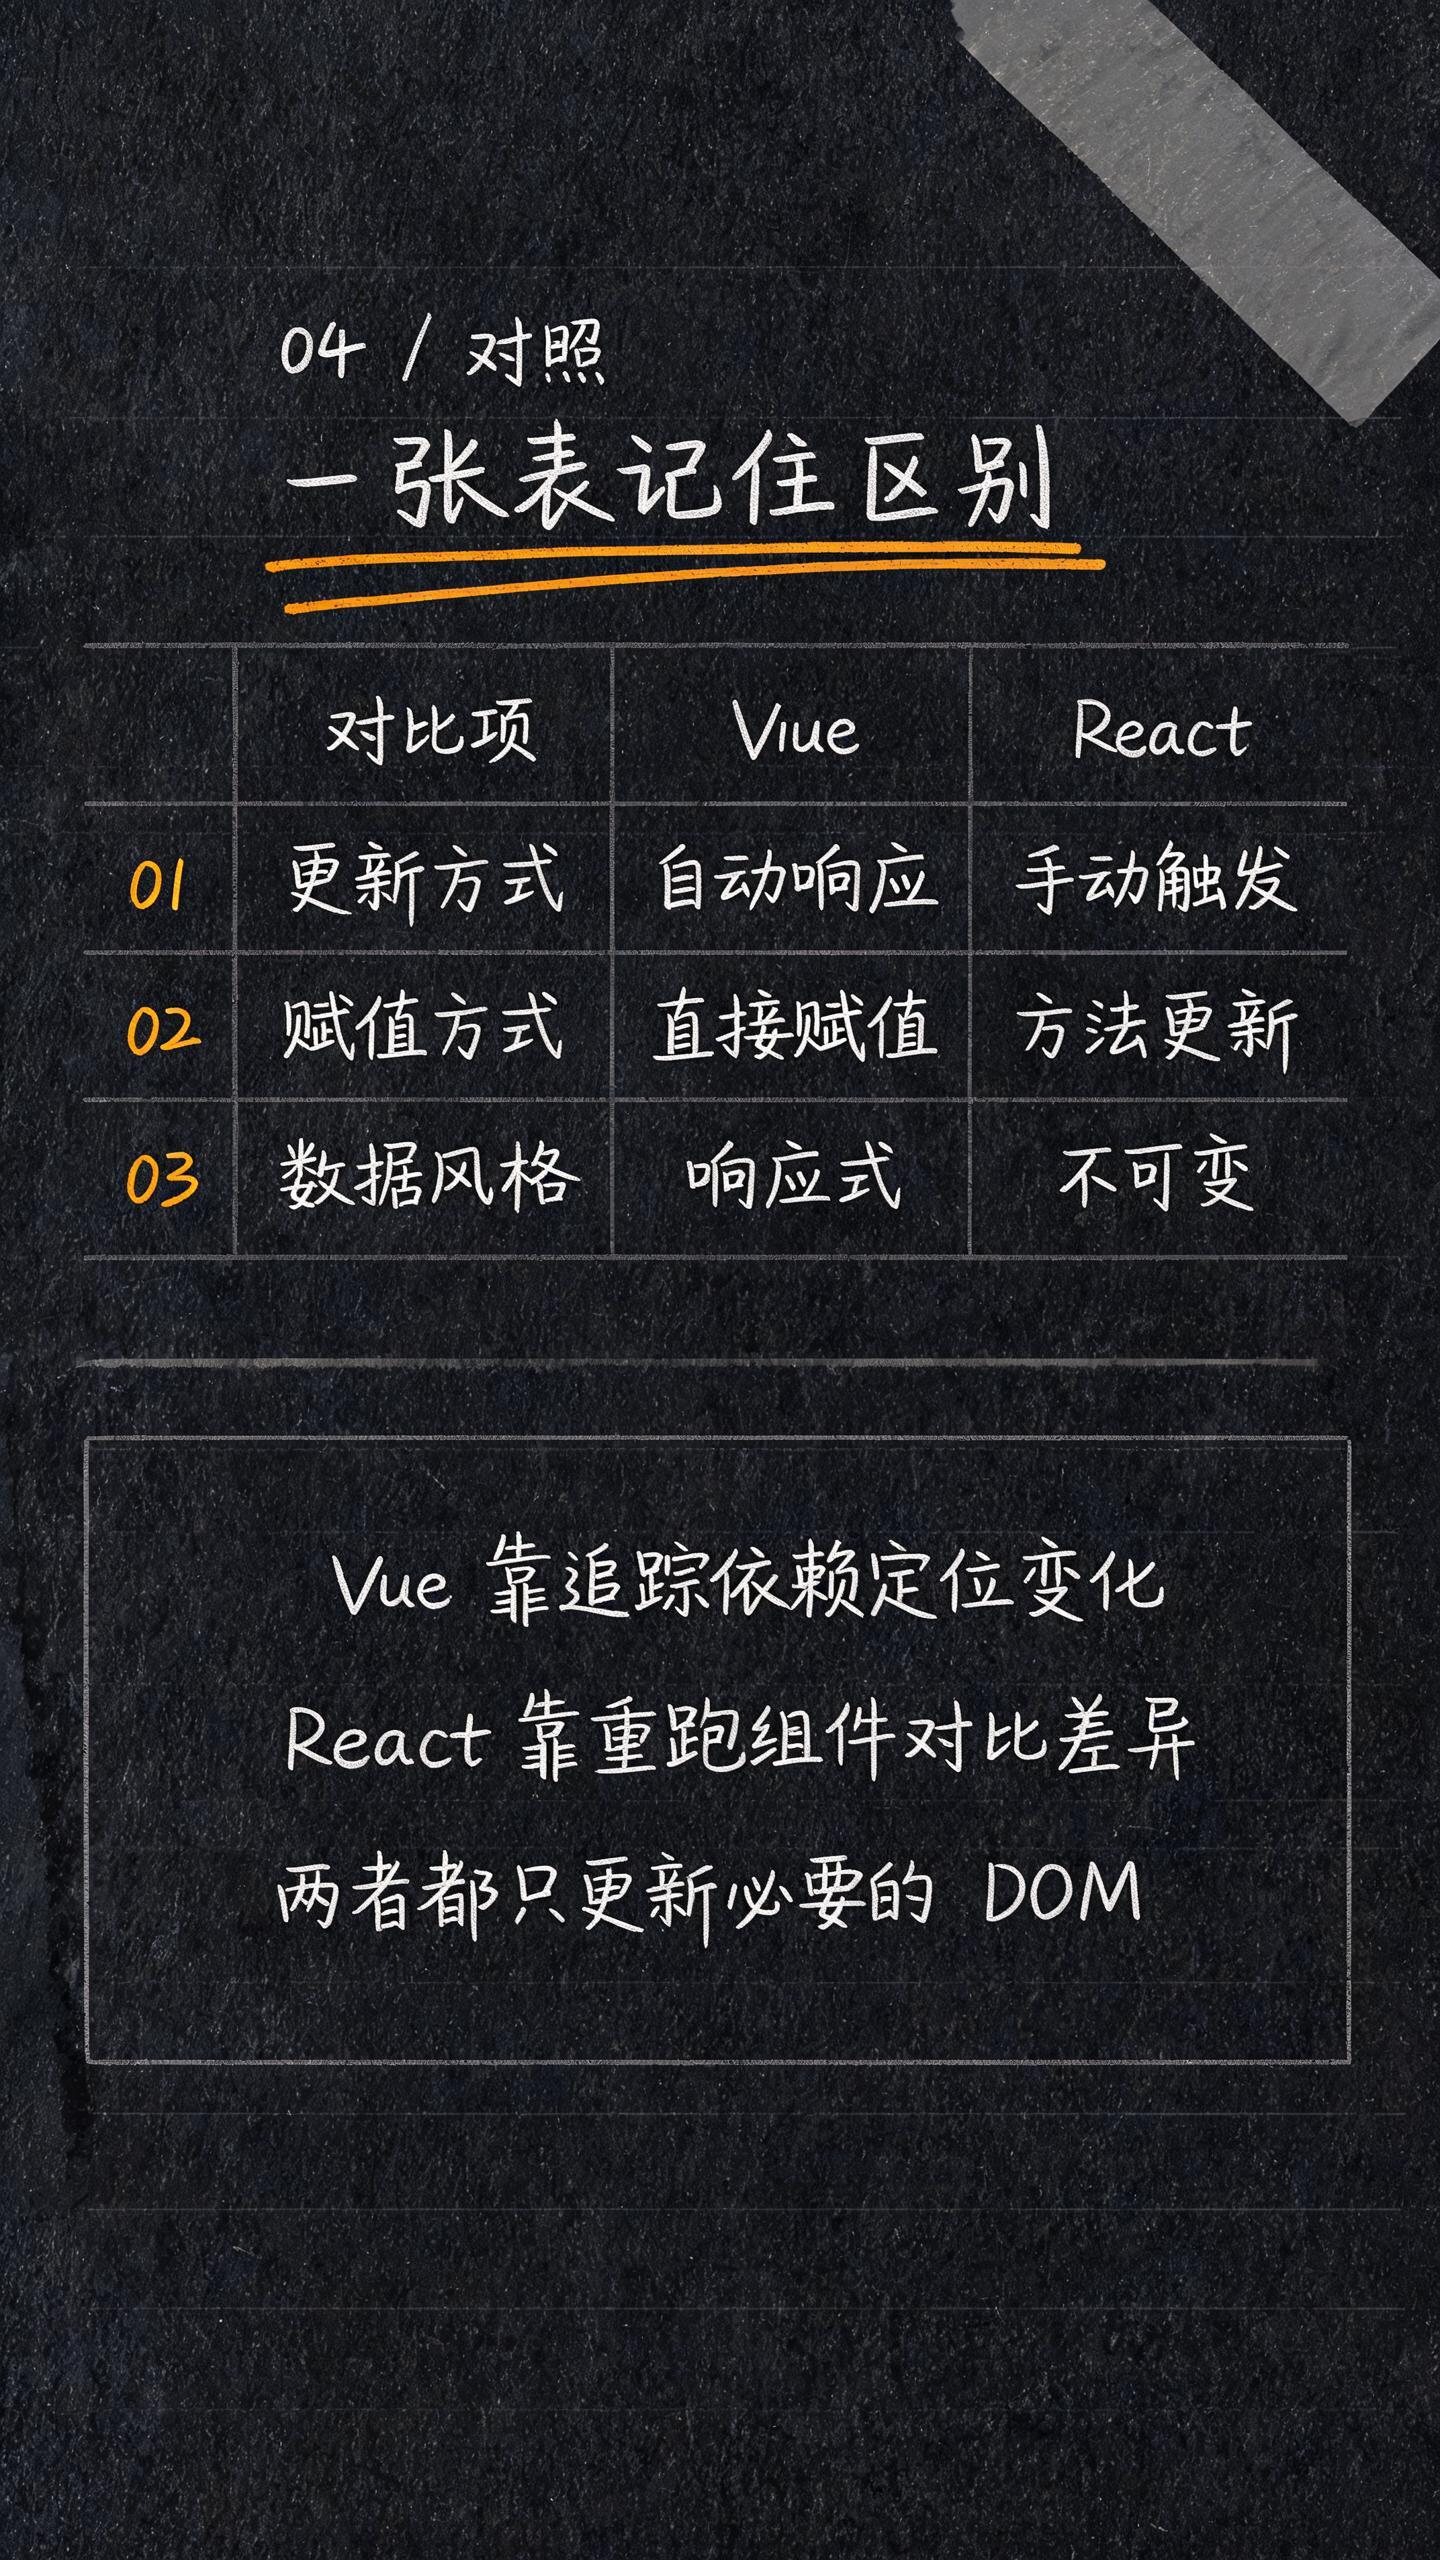 04 / 对照
一张表记住区别
对比项 Vıue React
01 更新方式 自动响应 手动触发
02 赋值方式 直接赋值 方法更新
03 数据风格 响应式 不可变
Vue 靠追踪依赖定位变化
React 靠重跑组件对比差异
两者都只更新必要的 DOM